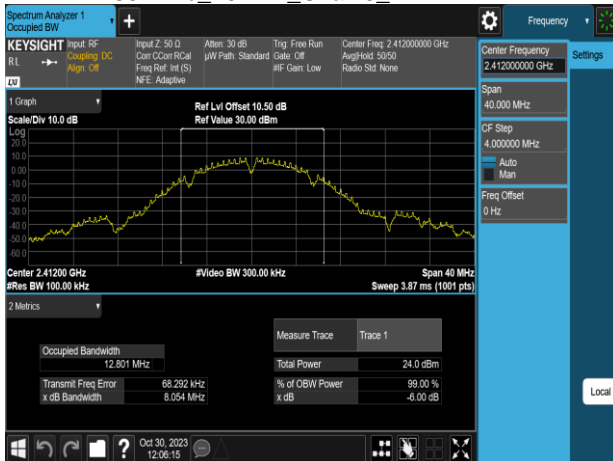 Spectrum Analyzer 1
Occupied BW
+
Frequency
KEYSIGHT
Input: RF
Input Z: 50 Ω
Atten: 30 dB
Trig: Free Run
Center Freq: 2.412000000 GHz
RL
Coupling: DC
Corr CCorr RCal
µW Path: Standard
Gate: Off
Avg|Hold: 50/50
Align: Off
Freq Ref: Int (S)
#IF Gain: Low
Radio Std: None
LXI
NFE: Adaptive
Center Frequency
2.412000000 GHz
Settings
Span
40.000 MHz
CF Step
4.000000 MHz
Auto
Man
Freq Offset
0 Hz
1 Graph
Ref Lvl Offset 10.50 dB
Scale/Div 10.0 dB
Ref Value 30.00 dBm
Log
20.0
10.0
0.00
-10.0
-20.0
-30.0
-40.0
-50.0
-60.0
Center 2.41200 GHz
#Video BW 300.00 kHz
Span 40 MHz
#Res BW 100.00 kHz
Sweep 3.87 ms (1001 pts)
2 Metrics
Measure Trace
Trace 1
Occupied Bandwidth
12.801 MHz
Total Power
24.0 dBm
Transmit Freq Error
68.292 kHz
% of OBW Power
99.00 %
x dB Bandwidth
8.054 MHz
x dB
-6.00 dB
Local
?
Oct 30, 2023
12:06:15